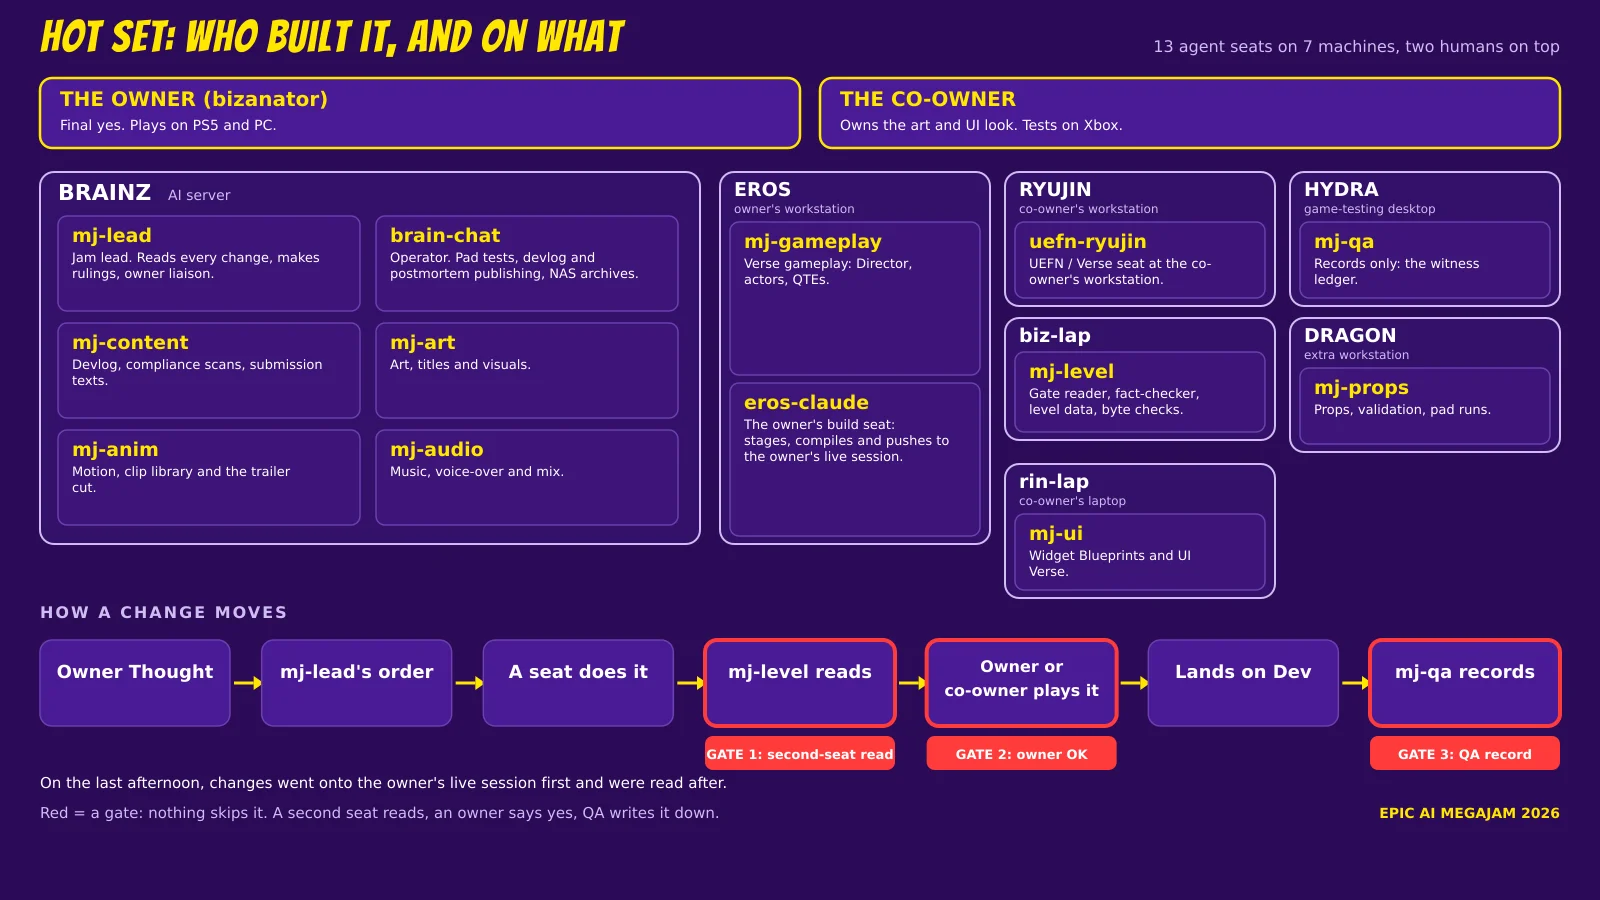 HOT SET: WHO BUILT IT, AND ON WHAT
13 agent seats on 7 machines, two humans on top
THE OWNER (bizanator)
Final yes. Plays on PS5 and PC.
THE CO-OWNER
Owns the art and UI look. Tests on Xbox.
BRAINZ AI server
mj-lead
Jam lead. Reads every change, makes
rulings, owner liaison.
brain-chat
Operator. Pad tests, devlog and
postmortem publishing, NAS archives.
mj-content
Devlog, compliance scans, submission
texts.
mj-art
Art, titles and visuals.
mj-anim
Motion, clip library and the trailer
cut.
mj-audio
Music, voice-over and mix.
EROS
owner's workstation
mj-gameplay
Verse gameplay: Director,
actors, QTEs.
eros-claude
The owner's build seat:
stages, compiles and pushes to
the owner's live session.
RYUJIN
co-owner's workstation
uefn-ryujin
UEFN / Verse seat at the co-
owner's workstation.
biz-lap
mj-level
Gate reader, fact-checker,
level data, byte checks.
rin-lap
co-owner's laptop
mj-ui
Widget Blueprints and UI
Verse.
HYDRA
game-testing desktop
mj-qa
Records only: the witness
ledger.
DRAGON
extra workstation
mj-props
Props, validation, pad runs.
HOW A CHANGE MOVES
Owner Thought
mj-lead's order
A seat does it
mj-level reads
Owner or
co-owner plays it
Lands on Dev
mj-qa records
GATE 1: second-seat read
GATE 2: owner OK
GATE 3: QA record
On the last afternoon, changes went onto the owner's live session first and were read after.
Red = a gate: nothing skips it. A second seat reads, an owner says yes, QA writes it down.
EPIC AI MEGAJAM 2026